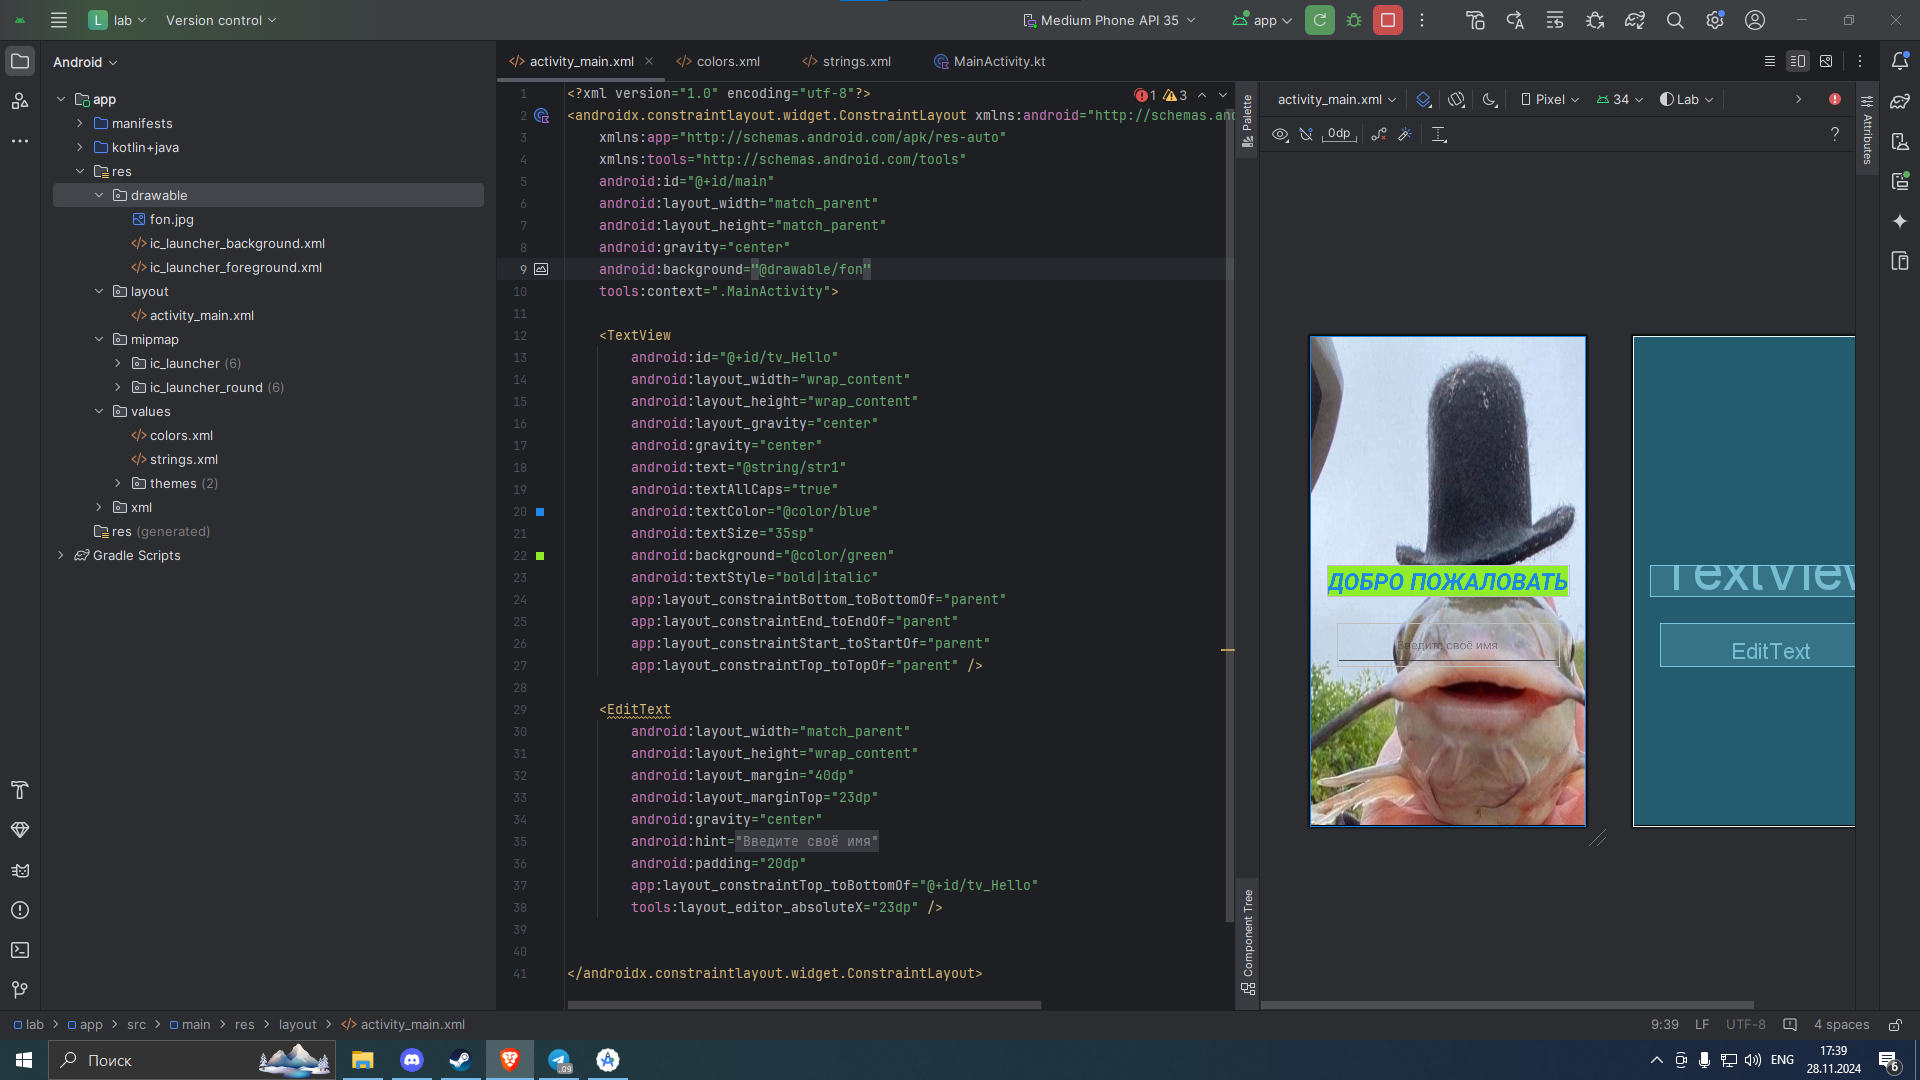 L lab Version control Medium Phone API 35 app
Android
activity_main.xml colors.xml strings.xml MainActivity.kt
app
manifests
kotlin+java
res
drawable
fon.jpg
ic_launcher_background.xml
ic_launcher_foreground.xml
layout
activity_main.xml
mipmap
ic_launcher (6)
ic_launcher_round (6)
values
colors.xml
strings.xml
themes (2)
xml
res (generated)
Gradle Scripts
1 <?xml version="1.0" encoding="utf-8"?>
2 <androidx.constraintlayout.widget.ConstraintLayout xmlns:android="http://schemas.and
3 xmlns:app="http://schemas.android.com/apk/res-auto"
4 xmlns:tools="http://schemas.android.com/tools"
5 android:id="@+id/main"
6 android:layout_width="match_parent"
7 android:layout_height="match_parent"
8 android:gravity="center"
9 android:background="@drawable/fon"
10 tools:context=".MainActivity">
11
12 <TextView
13 android:id="@+id/tv_Hello"
14 android:layout_width="wrap_content"
15 android:layout_height="wrap_content"
16 android:layout_gravity="center"
17 android:gravity="center"
18 android:text="@string/str1"
19 android:textAllCaps="true"
20 android:textColor="@color/blue"
21 android:textSize="35sp"
22 android:background="@color/green"
23 android:textStyle="bold|italic"
24 app:layout_constraintBottom_toBottomOf="parent"
25 app:layout_constraintEnd_toEndOf="parent"
26 app:layout_constraintStart_toStartOf="parent"
27 app:layout_constraintTop_toTopOf="parent" />
28
29 <EditText
30 android:layout_width="match_parent"
31 android:layout_height="wrap_content"
32 android:layout_margin="40dp"
33 android:layout_marginTop="23dp"
34 android:gravity="center"
35 android:hint="Введите своё имя"
36 android:padding="20dp"
37 app:layout_constraintTop_toBottomOf="@+id/tv_Hello"
38 tools:layout_editor_absoluteX="23dp" />
39
40
41 </androidx.constraintlayout.widget.ConstraintLayout>
1 3
Palette
Component Tree
activity_main.xml Pixel 34 Lab
0dp ?
Attributes
ДОБРО ПОЖАЛОВАТЬ
Введите своё имя
TextView
EditText
lab > app > src > main > res > layout > activity_main.xml
9:39 LF UTF-8 4 spaces
Поиск
.09
ENG
17:39
28.11.2024
6